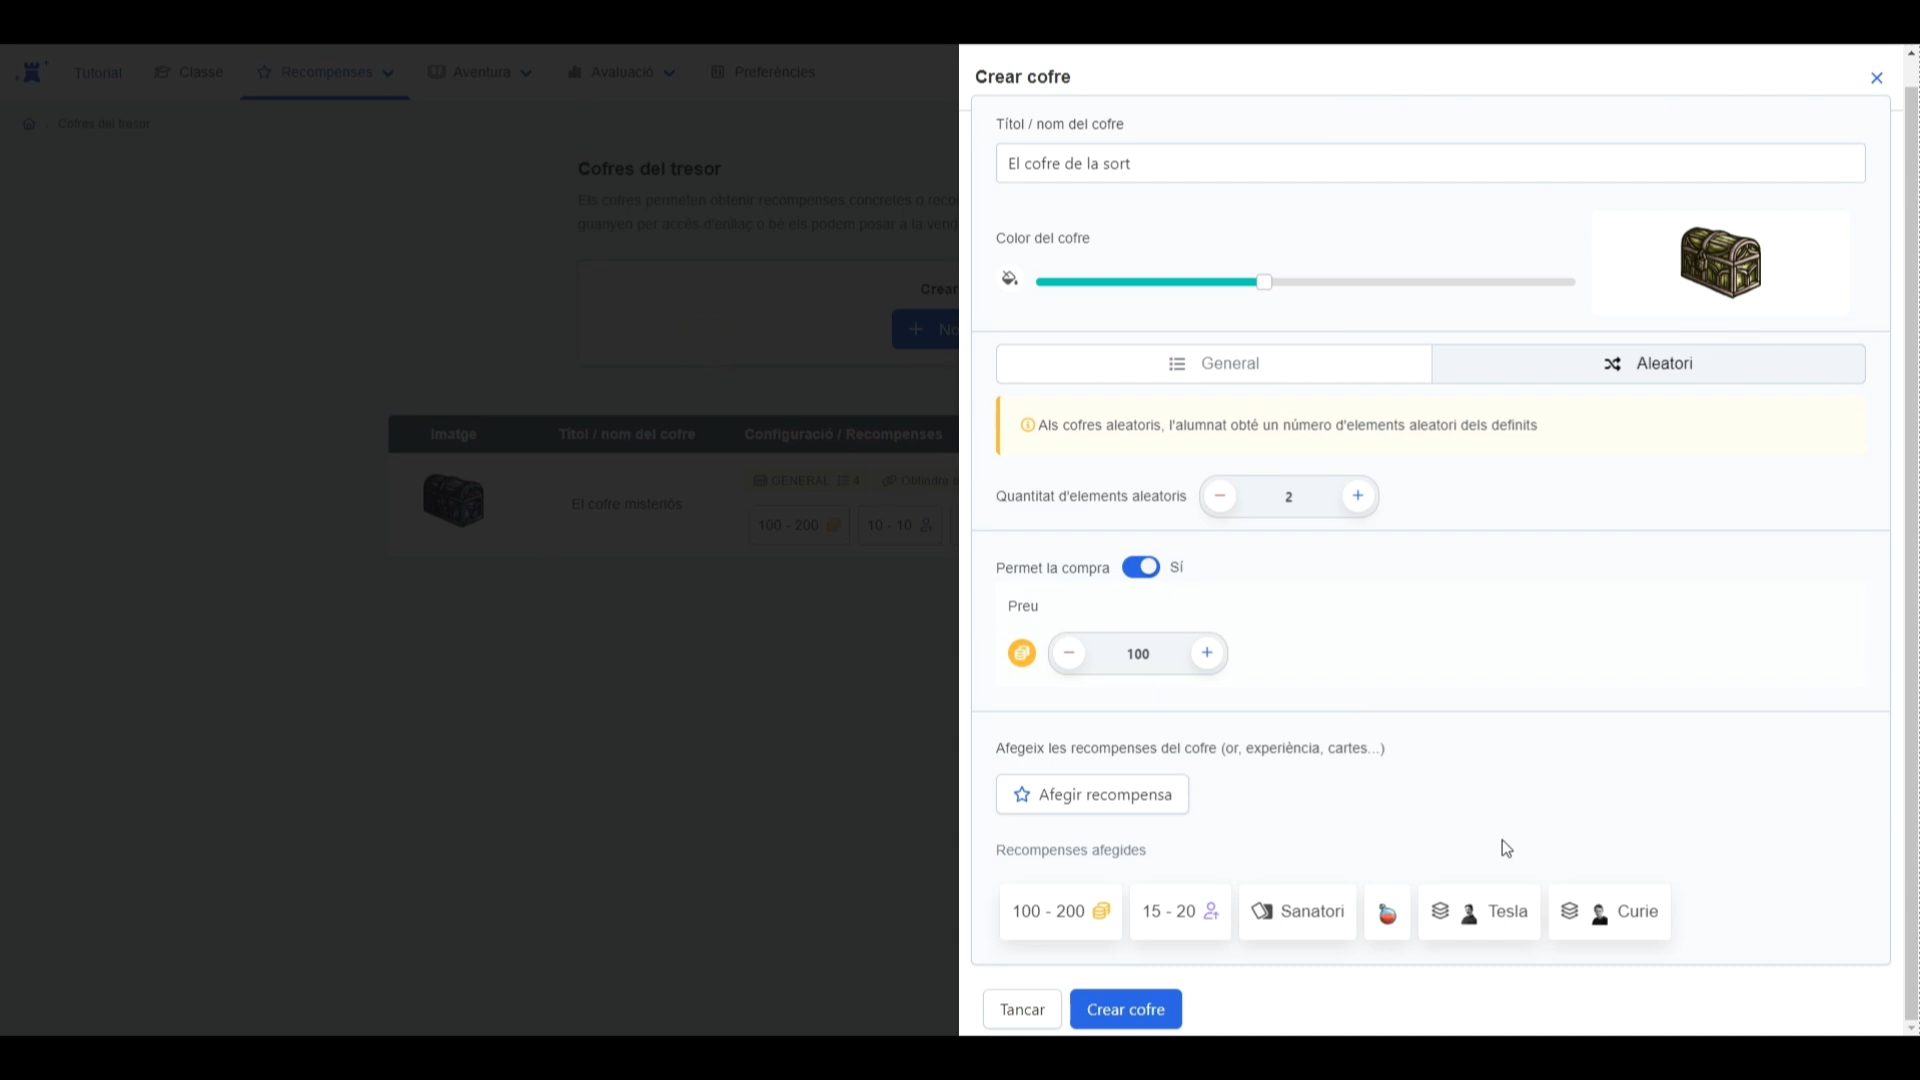 Tutorial Classe Recompenses Aventura Avaluació Preferències
Cofres del tresor
Cofres del tresor
Els cofres permeten obtenir recompenses concretes o
guanyen per accés d'enllaç o bé els podem posar a la
Crear
Imatge Títol / nom del cofre Configuració / Recompenses
GENERAL 4 Obtindrà
El cofre misteriós
100 - 200 10 - 10
Crear cofre
Títol / nom del cofre
El cofre de la sort
Color del cofre
General Aleatori
Als cofres aleatoris, l'alumnat obté un número d'elements aleatori dels definits
Quantitat d'elements aleatoris 2
Permet la compra Sí
Preu
100
Afegeix les recompenses del cofre (or, experiència, cartes...)
Afegir recompensa
Recompenses afegides
100 - 200 15 - 20 Sanatori Tesla Curie
Tancar Crear cofre